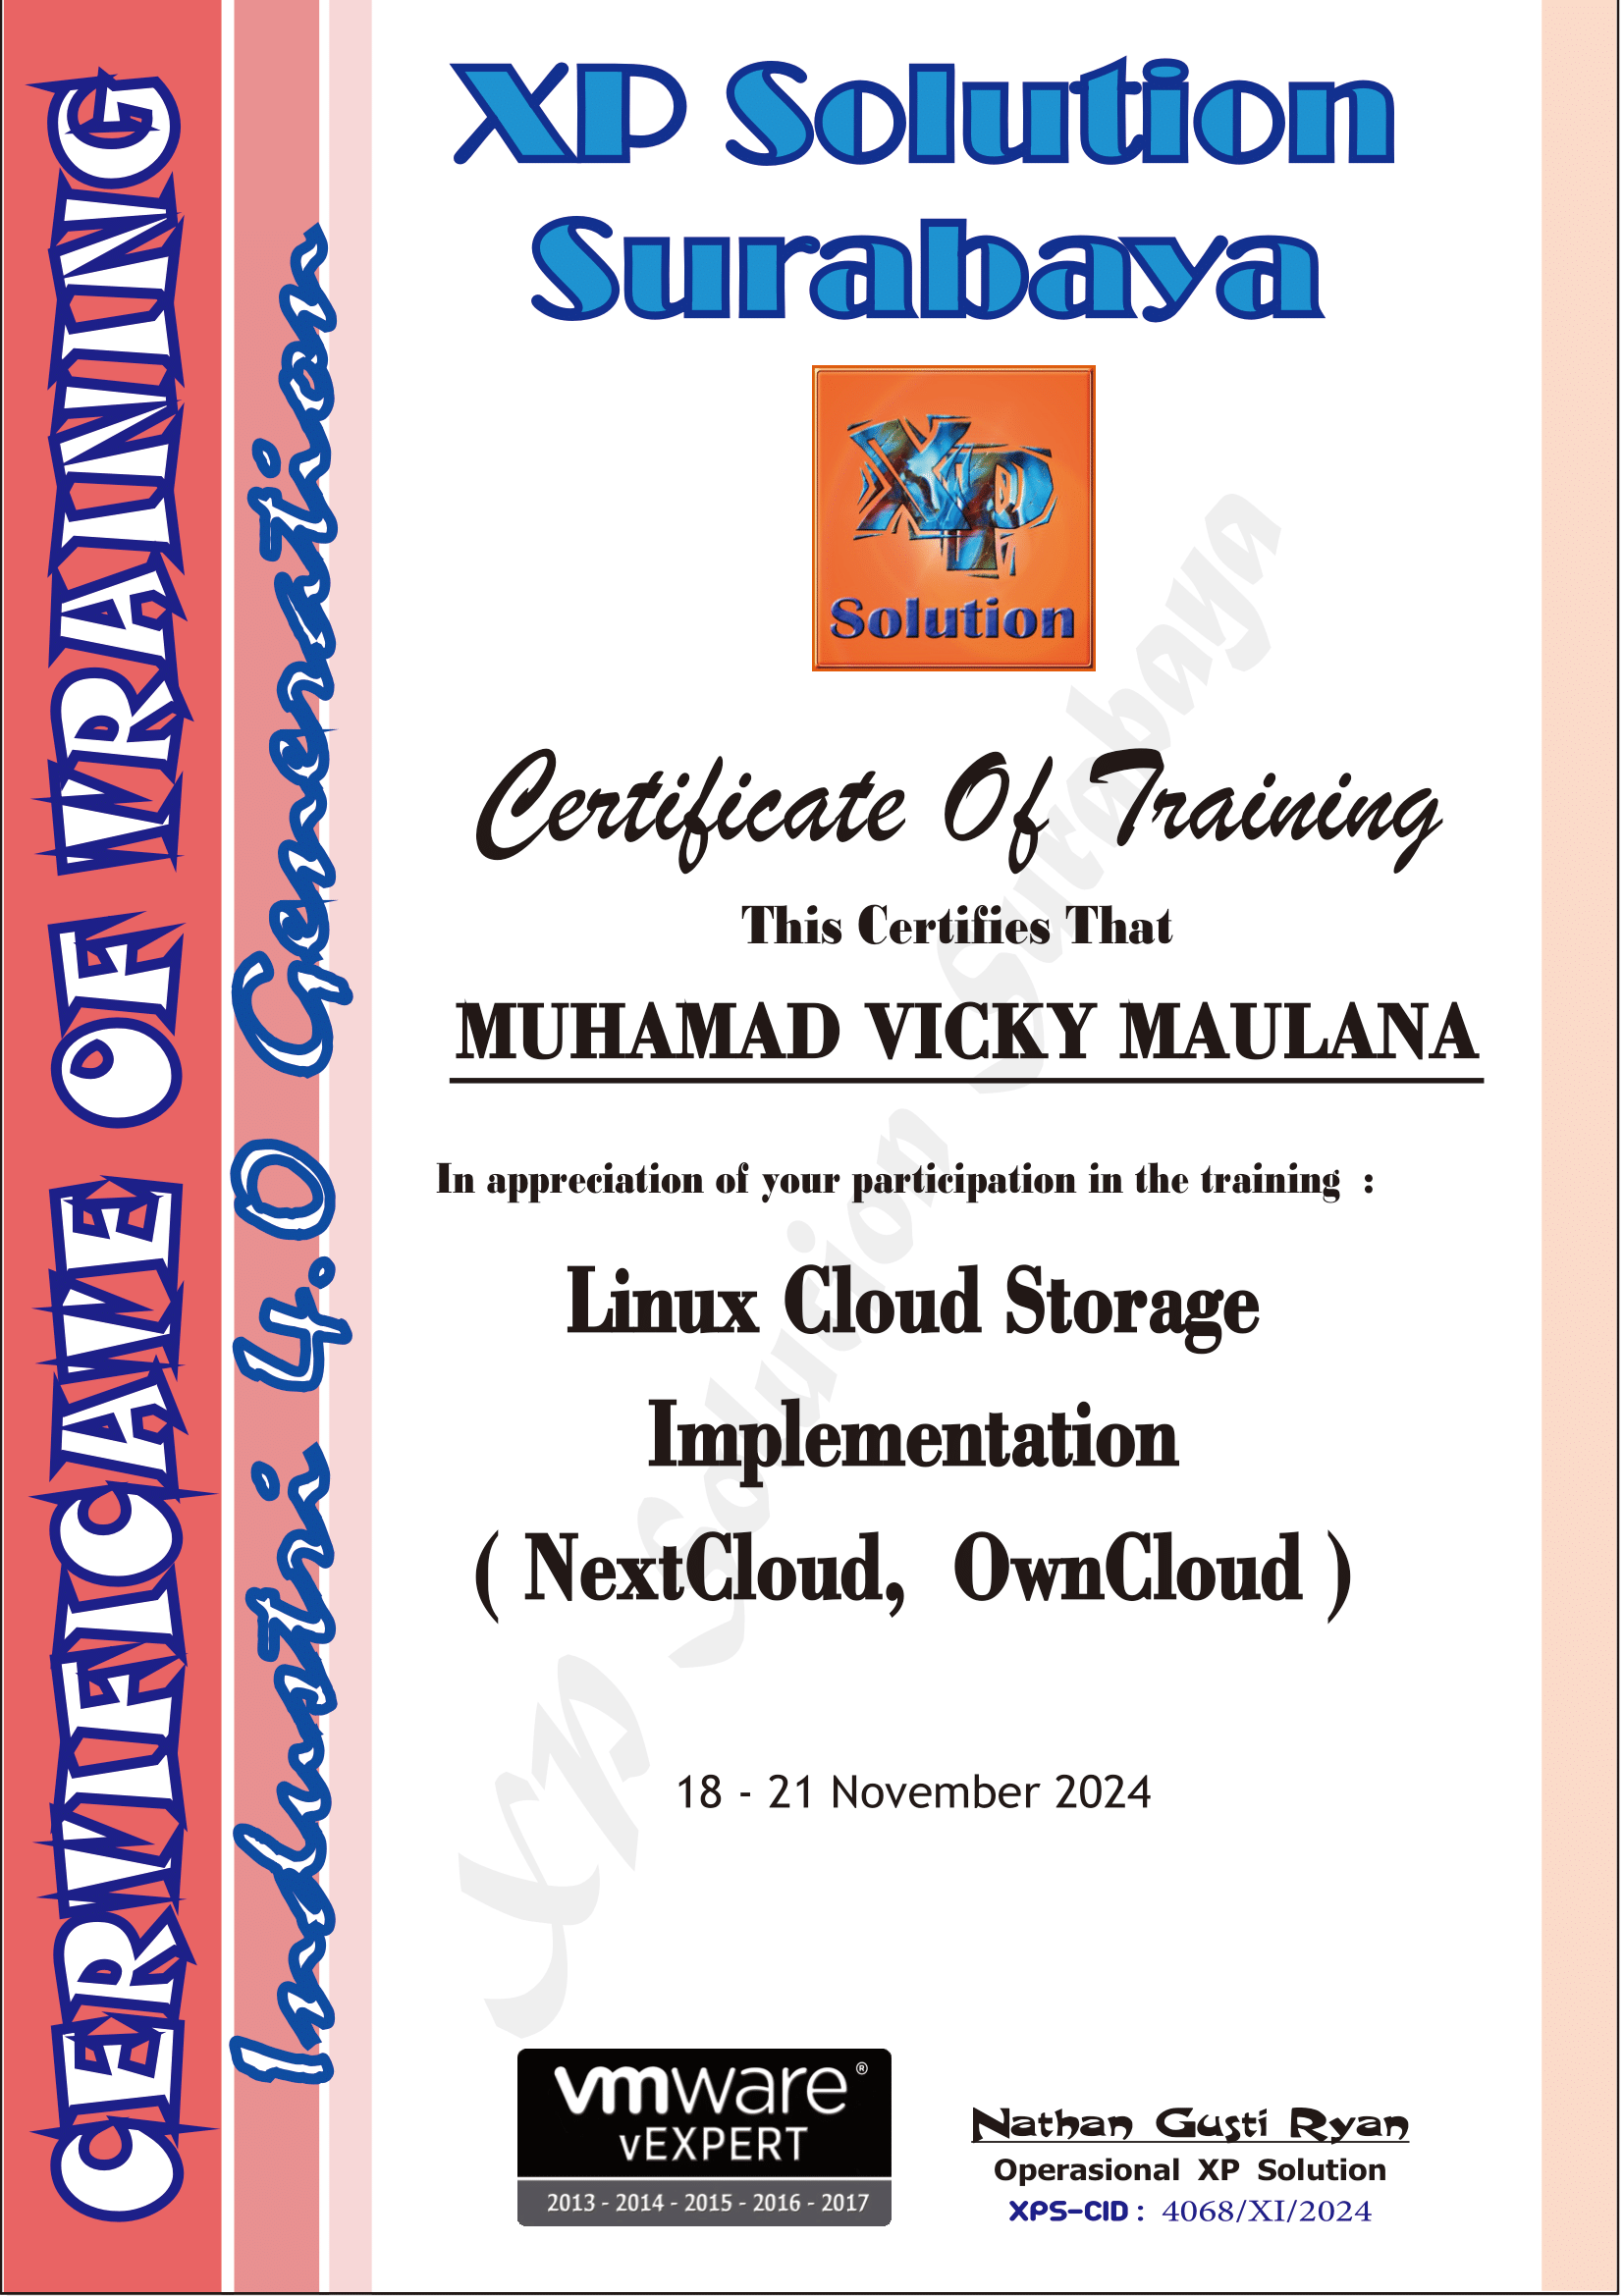 CERWIFICAWE OF WRAINING
Industri 4.0 Generation
XP Solution
Surabaya
XP
Solution
Certificate Of Training
This Certifies That
MUHAMAD VICKY MAULANA
In appreciation of your participation in the training :
Linux Cloud Storage
Implementation
( NextCloud, OwnCloud )
18 - 21 November 2024
XP Solution Surabaya
vmware®
vEXPERT
2013 - 2014 - 2015 - 2016 - 2017
Nathan Gusti Ryan
Operasional XP Solution
XPS-CID : 4068/XI/2024